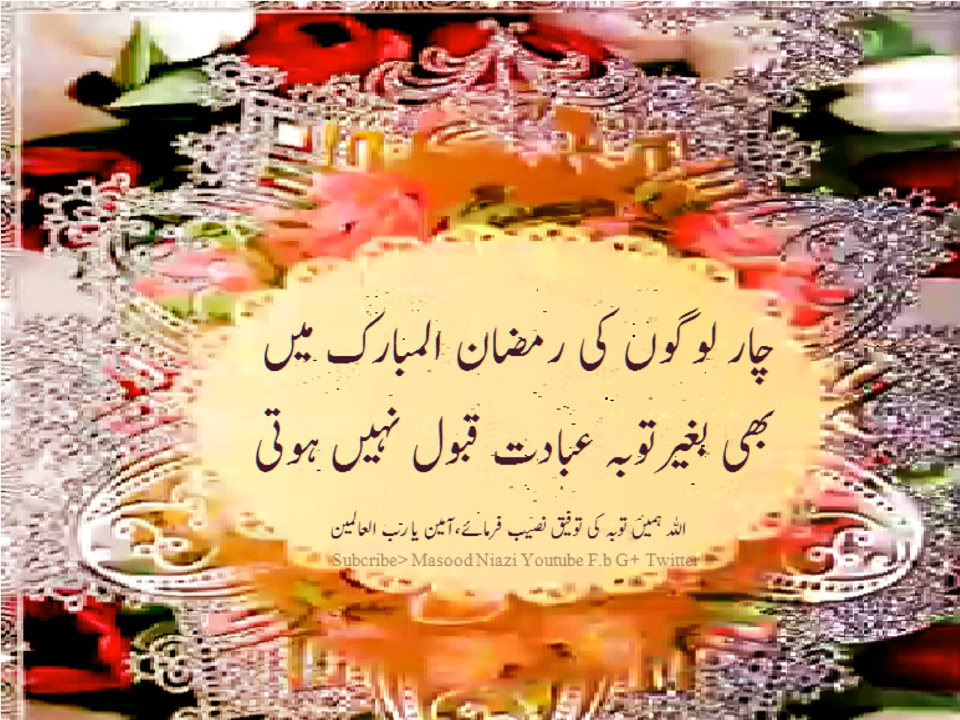 چار لوگوں کی رمضان المبارک میں
بھی بغیر توبہ عبادت قبول نہیں ہوتی
اللہ ہمیں توبہ کی توفیق نصیب فرمائے، آمین یا رب العالمین
Subcribe> Masood Niazi Youtube F.b G+ Twitter